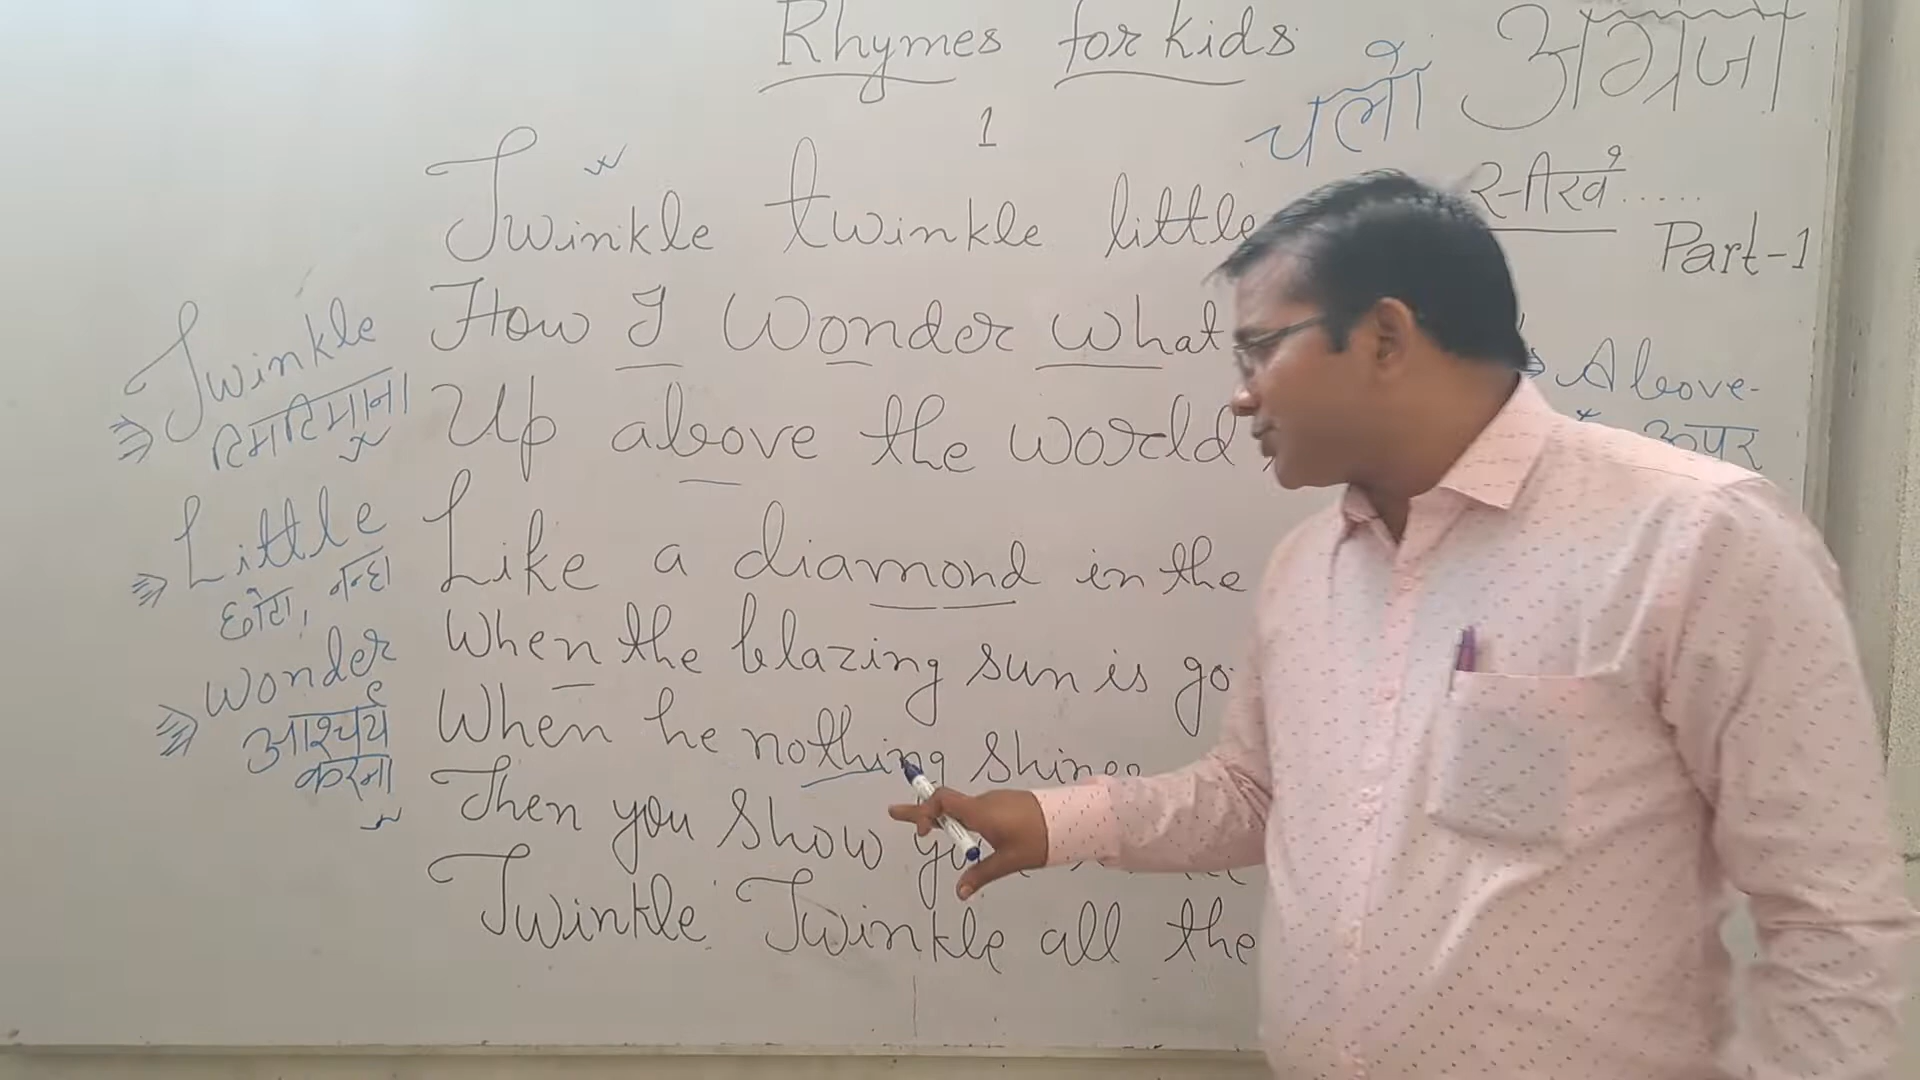 Rhymes for kids
1
चलो अंग्रेजी
सीखें.....
Part-1
Twinkle twinkle little
How I Wonder what
Up above the world
Like a diamond in the
When the blazing sun is go
When he nothing shines
Then you show
Twinkle Twinkle all the
Twinkle
टिमटिमाना
Little
छोटा, नन्हा
Wonder
आश्चर्य
करना
Above-
ऊपर